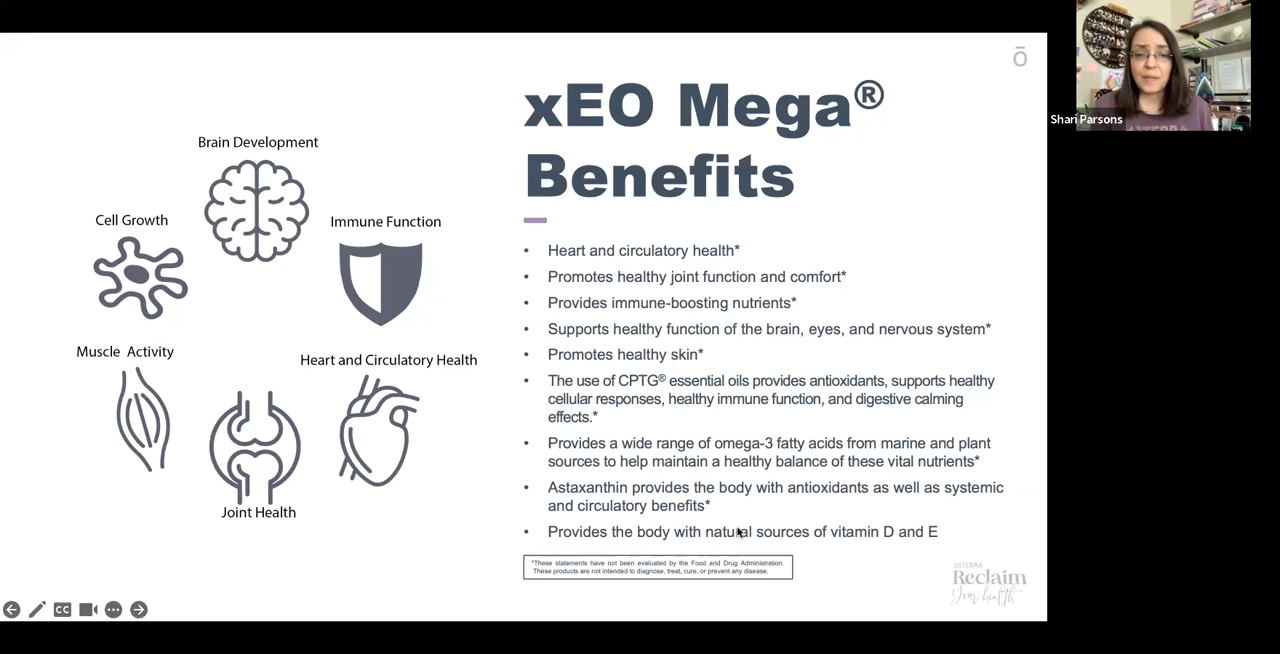 ō
xEO Mega®
Benefits
Brain Development
Cell Growth
Immune Function
Muscle Activity
Heart and Circulatory Health
Joint Health
• Heart and circulatory health*
• Promotes healthy joint function and comfort*
• Provides immune-boosting nutrients*
• Supports healthy function of the brain, eyes, and nervous system*
• Promotes healthy skin*
• The use of CPTG® essential oils provides antioxidants, supports healthy
cellular responses, healthy immune function, and digestive calming
effects.*
• Provides a wide range of omega-3 fatty acids from marine and plant
sources to help maintain a healthy balance of these vital nutrients*
• Astaxanthin provides the body with antioxidants as well as systemic
and circulatory benefits*
• Provides the body with natural sources of vitamin D and E
*These statements have not been evaluated by the Food and Drug Administration.
These products are not intended to diagnose, treat, cure, or prevent any disease.
dōTERRA
Reclaim
Your health
CC
Shari Parsons